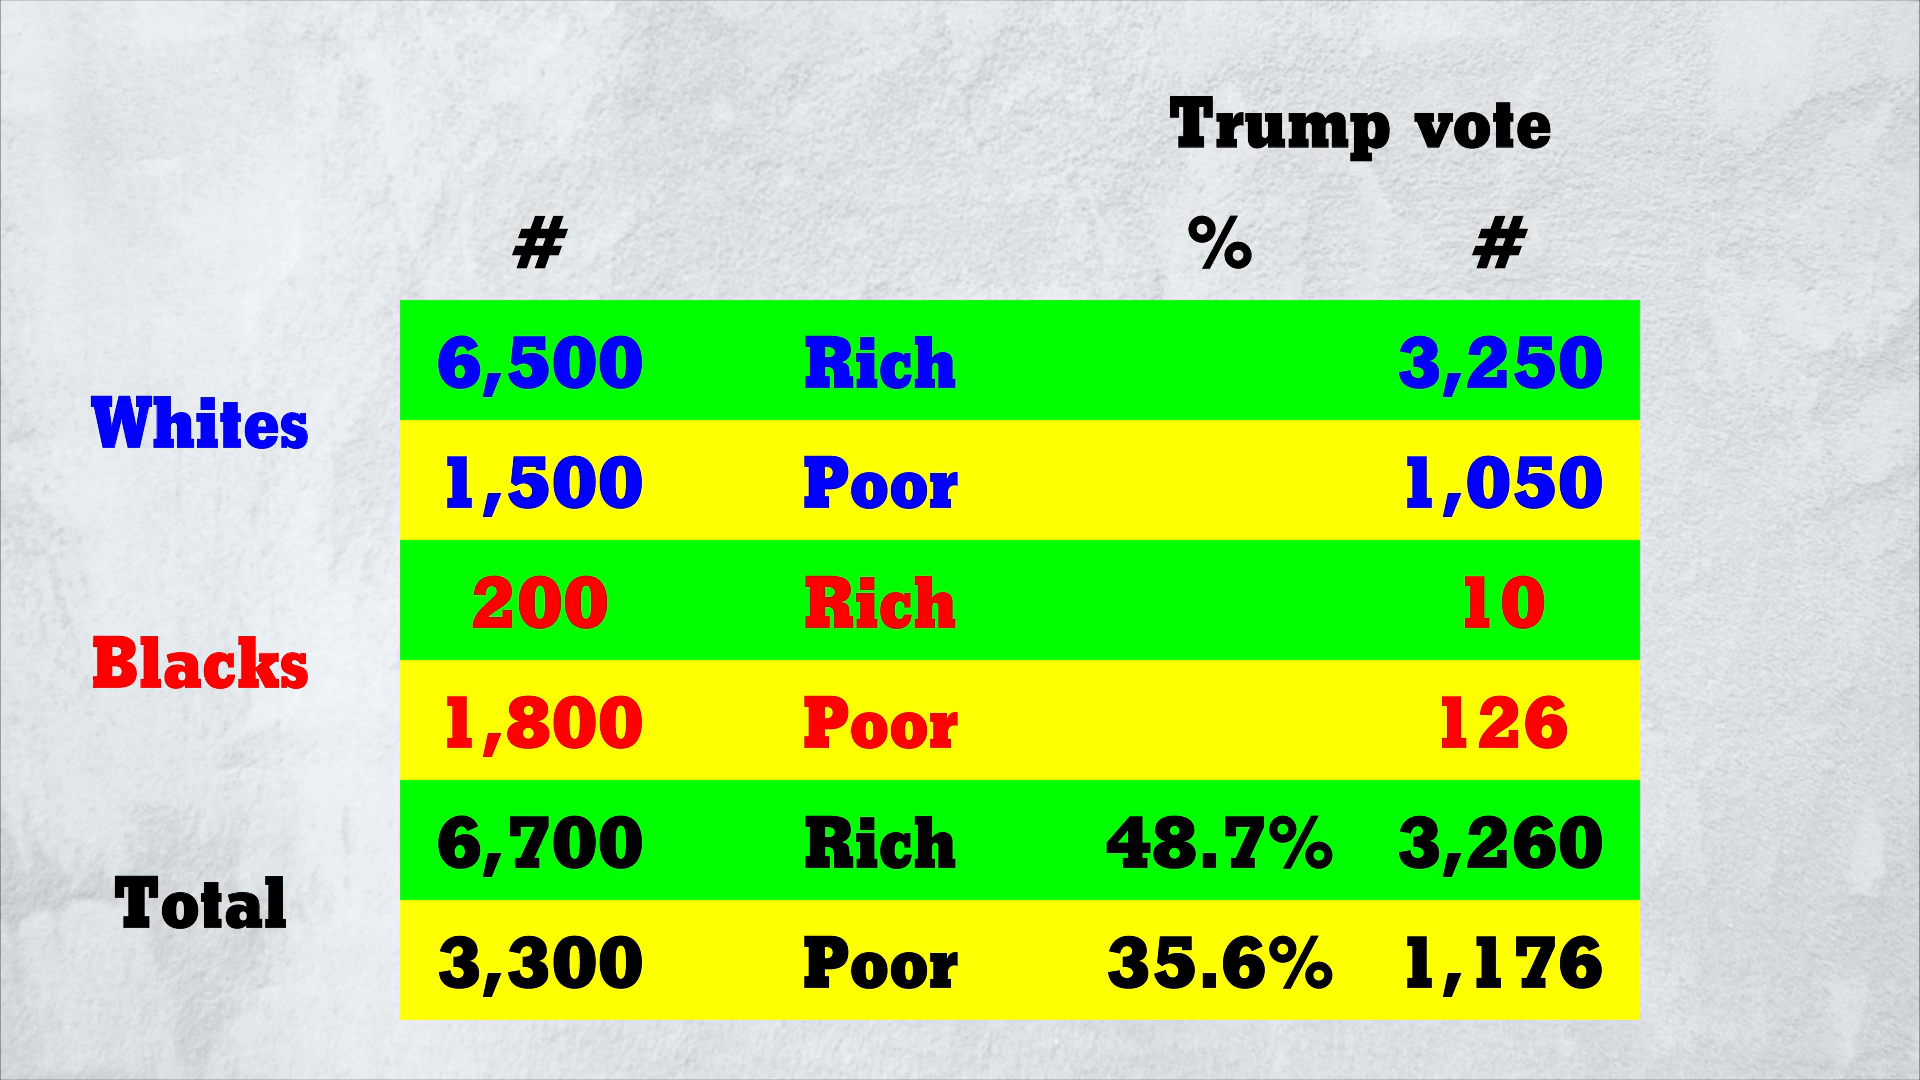 Trump vote
# % #
Whites
6,500 Rich 3,250
1,500 Poor 1,050
Blacks
200 Rich 10
1,800 Poor 126
Total
6,700 Rich 48.7% 3,260
3,300 Poor 35.6% 1,176